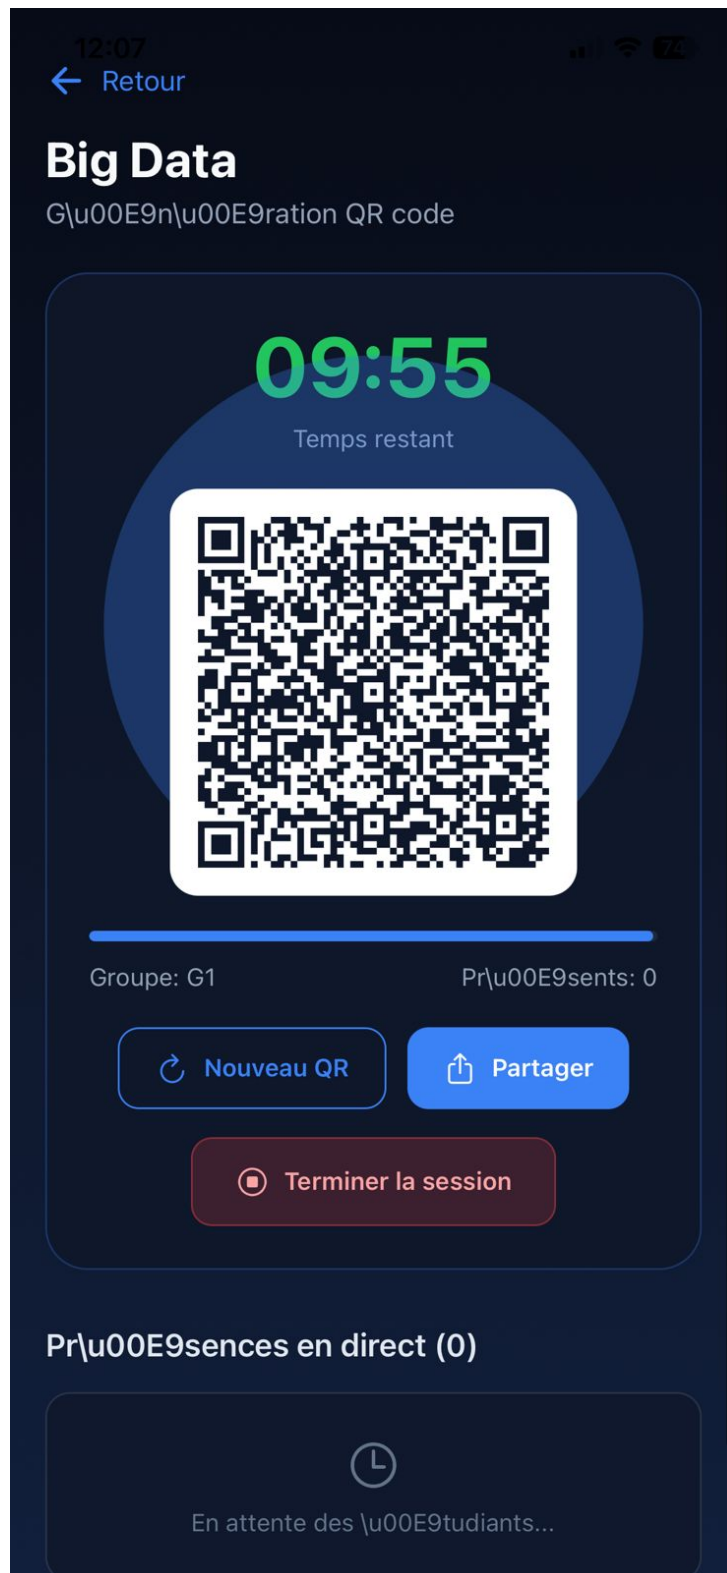 12:07
74
Retour
Big Data
G\u00E9n\u00E9ration QR code
09:55
Temps restant
Groupe: G1 Pr\u00E9sents: 0
Nouveau QR Partager
Terminer la session
Pr\u00E9sences en direct (0)
En attente des \u00E9tudiants...